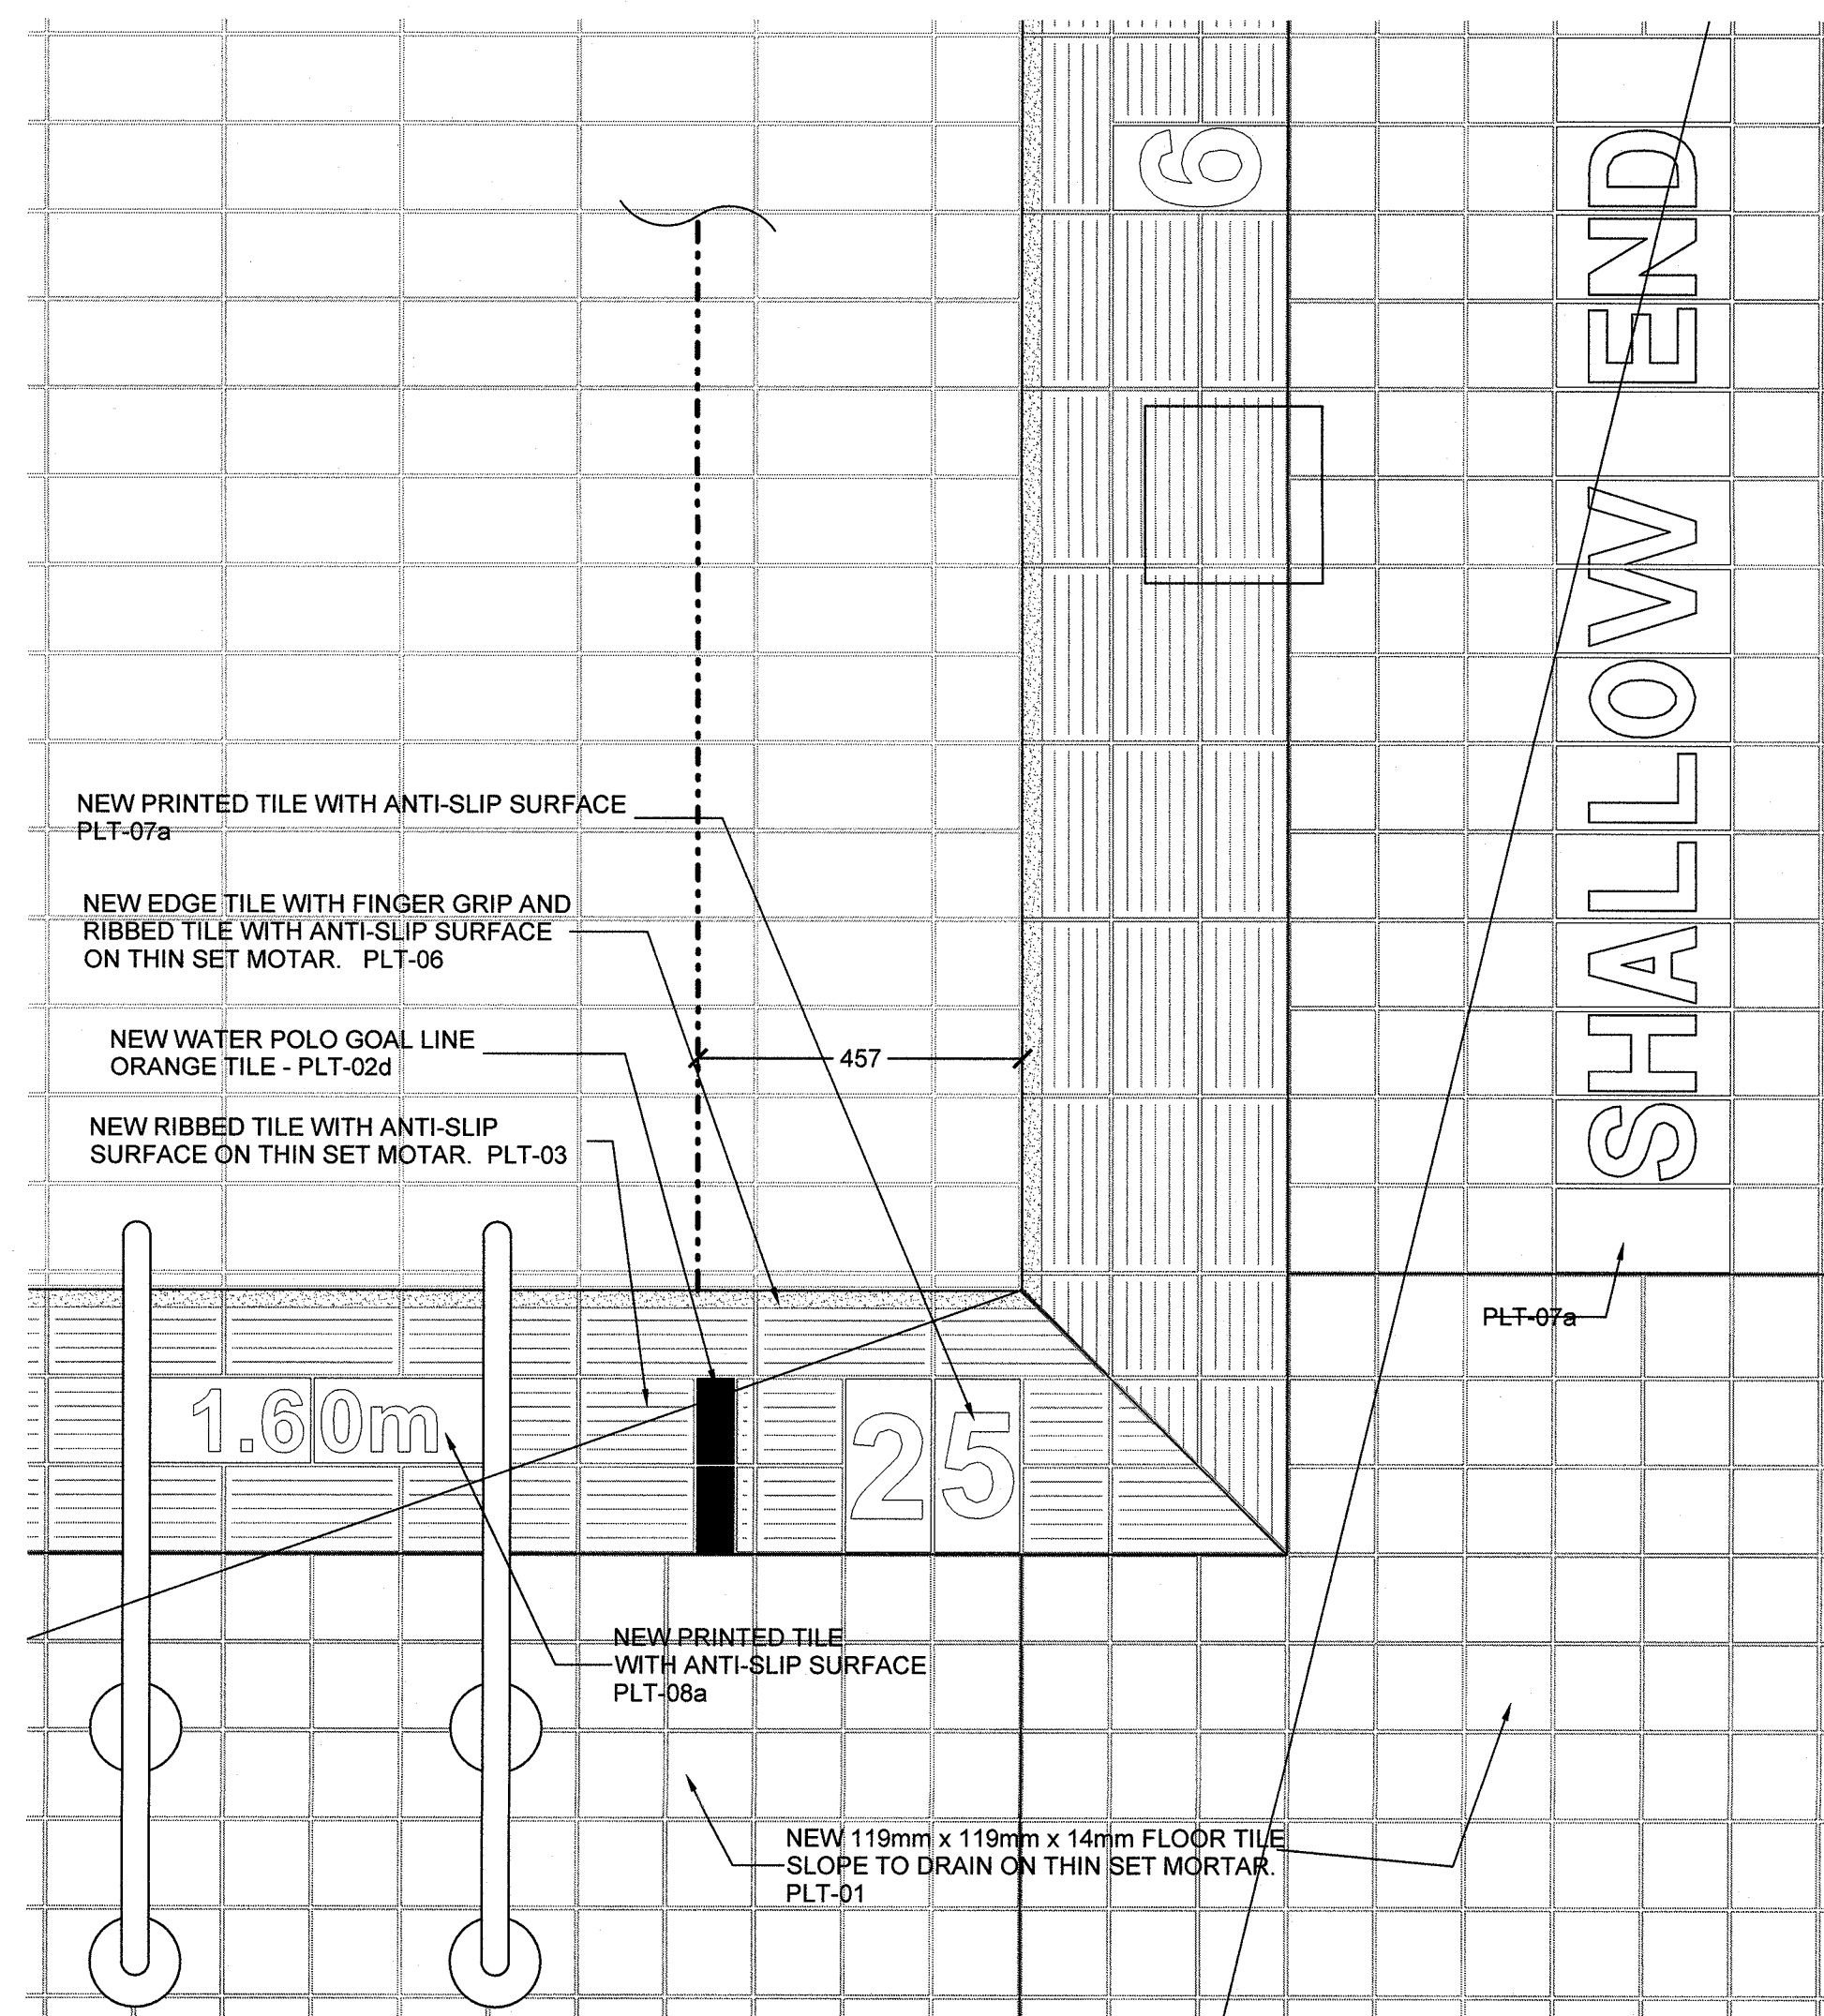 6
SHALLOW END
NEW PRINTED TILE WITH ANTI-SLIP SURFACE
PLT-07a
NEW EDGE TILE WITH FINGER GRIP AND
RIBBED TILE WITH ANTI-SLIP SURFACE
ON THIN SET MOTAR. PLT-06
NEW WATER POLO GOAL LINE
ORANGE TILE - PLT-02d
457
NEW RIBBED TILE WITH ANTI-SLIP
SURFACE ON THIN SET MOTAR. PLT-03
PLT-07a
1.60m
25
NEW PRINTED TILE
WITH ANTI-SLIP SURFACE
PLT-08a
NEW 119mm x 119mm x 14mm FLOOR TILE
SLOPE TO DRAIN ON THIN SET MORTAR.
PLT-01